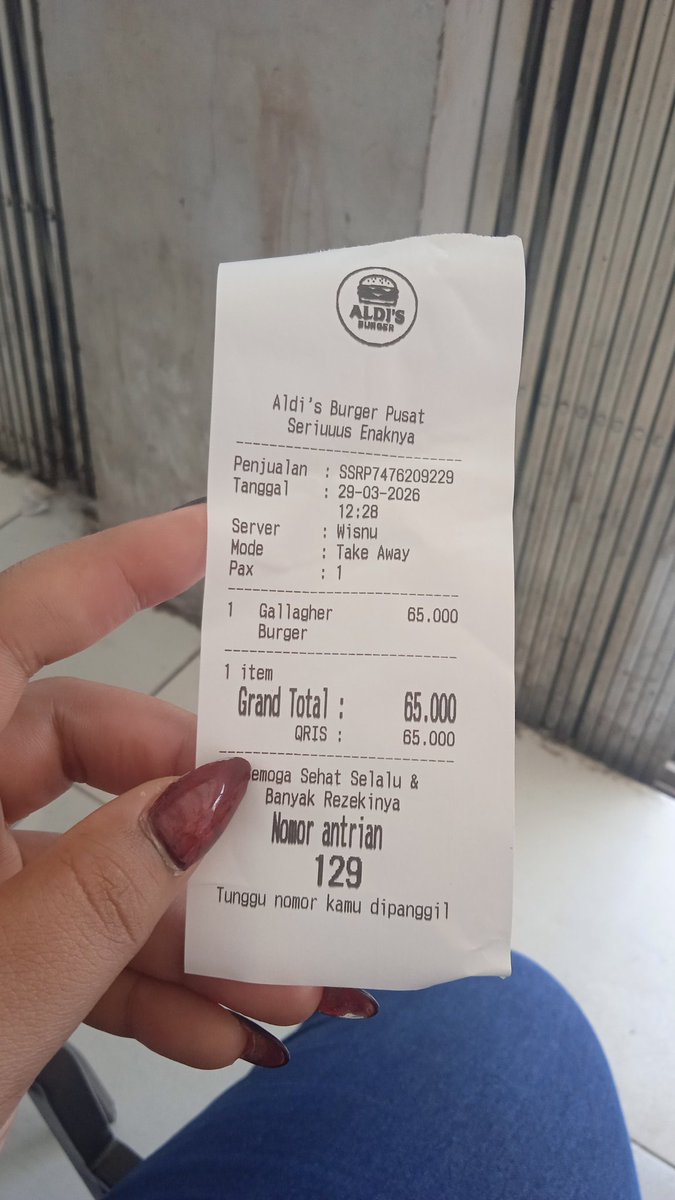 ALDI'S
BURGER
Aldi's Burger Pusat
Seriuuus Enaknya
Penjualan : SSRP7476209229
Tanggal : 29-03-2026
12:28
Server : Wisnu
Mode : Take Away
Pax : 1
1 Gallagher 65.000
Burger
1 item
Grand Total : 65.000
QRIS : 65.000
emoga Sehat Selalu &
Banyak Rezekinya
Nomor antrian
129
Tunggu nomor kamu dipanggil